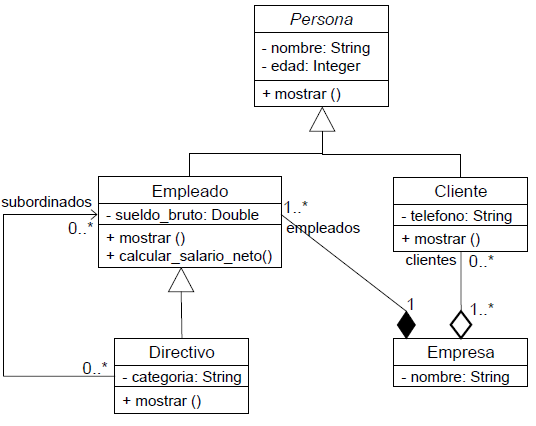 Persona
- nombre: String
- edad: Integer
+ mostrar ()
Empleado
- sueldo_bruto: Double
+ mostrar ()
+ calcular_salario_neto()
Cliente
- telefono: String
+ mostrar ()
subordinados
0..*
1..*
empleados
clientes
0..*
1
1..*
0..*
Directivo
- categoria: String
+ mostrar ()
Empresa
- nombre: String